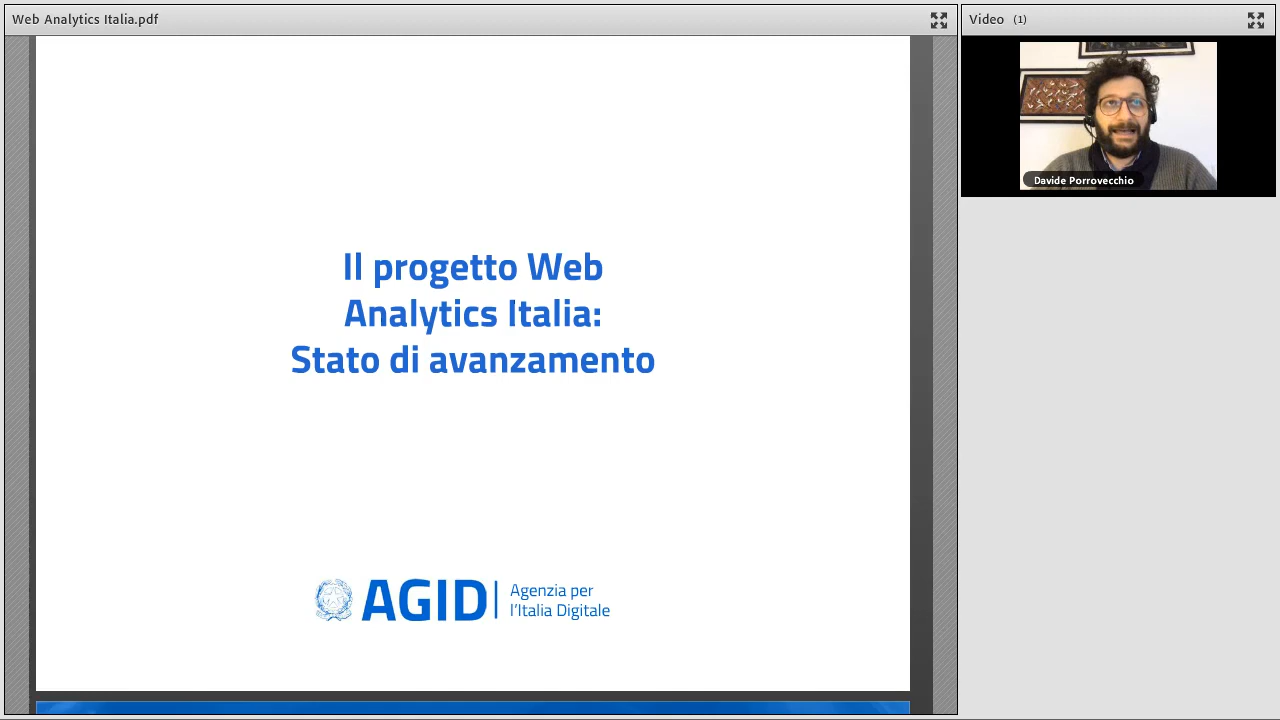 Web Analytics Italia.pdf
Video (1)
Davide Porrovecchio
Il progetto Web
Analytics Italia:
Stato di avanzamento
AGID
Agenzia per
l'Italia Digitale